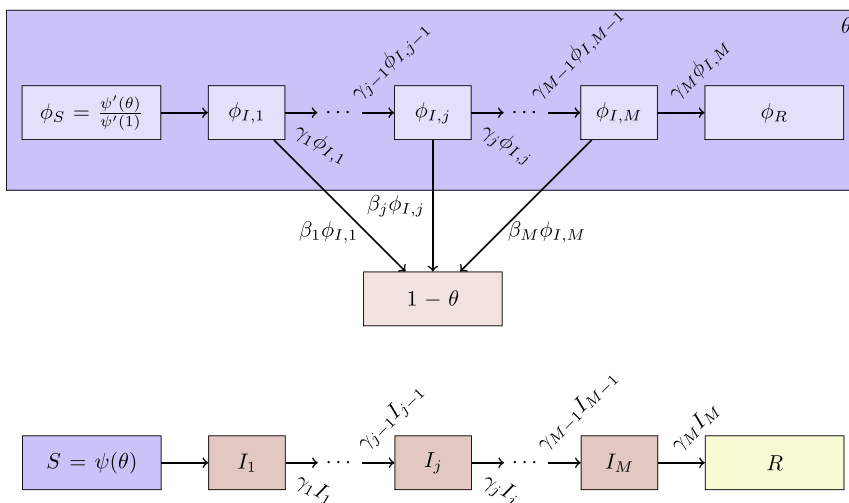 θ
γ_{j−1}ϕ_{I,j−1}
γ_{M−1}ϕ_{I,M−1}
γ_Mϕ_{I,M}
ϕ_S = ψ′(θ)/ψ′(1)
ϕ_{I,1}
···
ϕ_{I,j}
···
ϕ_{I,M}
ϕ_R
γ_1ϕ_{I,1}
γ_jϕ_{I,j}
β_1ϕ_{I,1}
β_jϕ_{I,j}
β_Mϕ_{I,M}
1 − θ
γ_{j−1}I_{j−1}
γ_{M−1}I_{M−1}
γ_MI_M
S = ψ(θ)
I_1
···
I_j
···
I_M
R
γ_1I_1
γ_jI_j